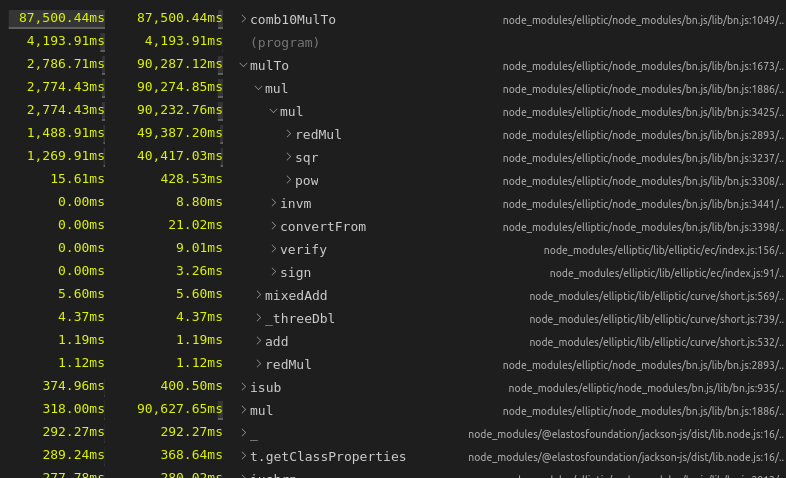 87,500.44ms 87,500.44ms comb10MulTo node_modules/elliptic/node_modules/bn.js/lib/bn.js:1049/..
4,193.91ms 4,193.91ms (program)
2,786.71ms 90,287.12ms mulTo node_modules/elliptic/node_modules/bn.js/lib/bn.js:1673/..
2,774.43ms 90,274.85ms mul node_modules/elliptic/node_modules/bn.js/lib/bn.js:1886/..
2,774.43ms 90,232.76ms mul node_modules/elliptic/node_modules/bn.js/lib/bn.js:3425/..
1,488.91ms 49,387.20ms redMul node_modules/elliptic/node_modules/bn.js/lib/bn.js:2893/..
1,269.91ms 40,417.03ms sqr node_modules/elliptic/node_modules/bn.js/lib/bn.js:3237/..
15.61ms 428.53ms pow node_modules/elliptic/node_modules/bn.js/lib/bn.js:3308/..
0.00ms 8.80ms invm node_modules/elliptic/node_modules/bn.js/lib/bn.js:3441/..
0.00ms 21.02ms convertFrom node_modules/elliptic/node_modules/bn.js/lib/bn.js:3398/..
0.00ms 9.01ms verify node_modules/elliptic/lib/elliptic/ec/index.js:156/..
0.00ms 3.26ms sign node_modules/elliptic/lib/elliptic/ec/index.js:91/..
5.60ms 5.60ms mixedAdd node_modules/elliptic/lib/elliptic/curve/short.js:569/..
4.37ms 4.37ms _threeDbl node_modules/elliptic/lib/elliptic/curve/short.js:739/..
1.19ms 1.19ms add node_modules/elliptic/lib/elliptic/curve/short.js:532/..
1.12ms 1.12ms redMul node_modules/elliptic/node_modules/bn.js/lib/bn.js:2893/..
374.96ms 400.50ms isub node_modules/elliptic/node_modules/bn.js/lib/bn.js:935/..
318.00ms 90,627.65ms mul node_modules/elliptic/node_modules/bn.js/lib/bn.js:1886/..
292.27ms 292.27ms _ node_modules/@elastosfoundation/jackson-js/dist/lib.node.js:16/..
289.24ms 368.64ms t.getClassProperties node_modules/@elastosfoundation/jackson-js/dist/lib.node.js:16/..
277.78ms 280.02ms